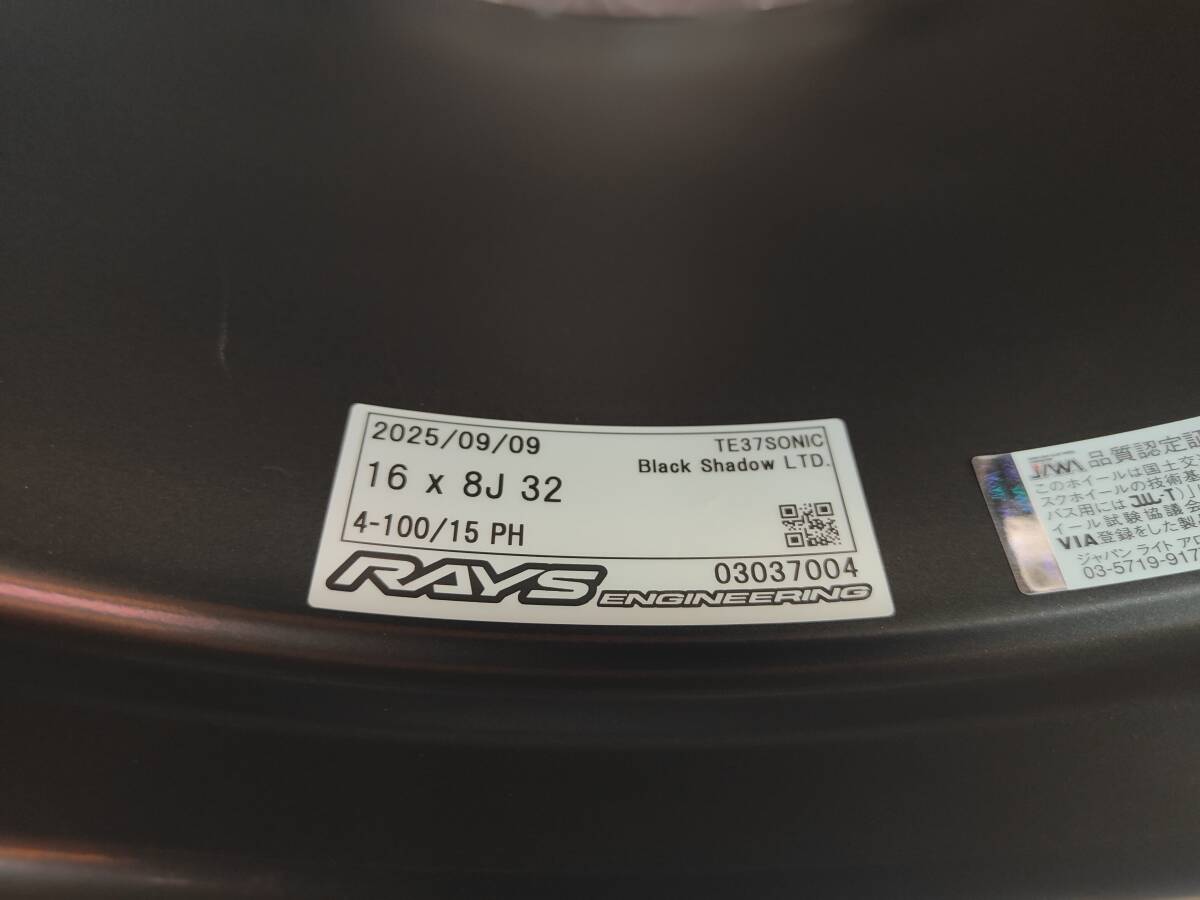 2025/09/09
TE37SONIC
Black Shadow LTD.
16 x 8J 32
4-100/15 PH
03037004
RAYS ENGINEERING
JAWA 品質認定証
このホイールは国土交
スクホイールの技術基
バス用には JWL-T)
イール試験協議会
VIA登録をした製
ジャパン ライト アロ
03-5719-917